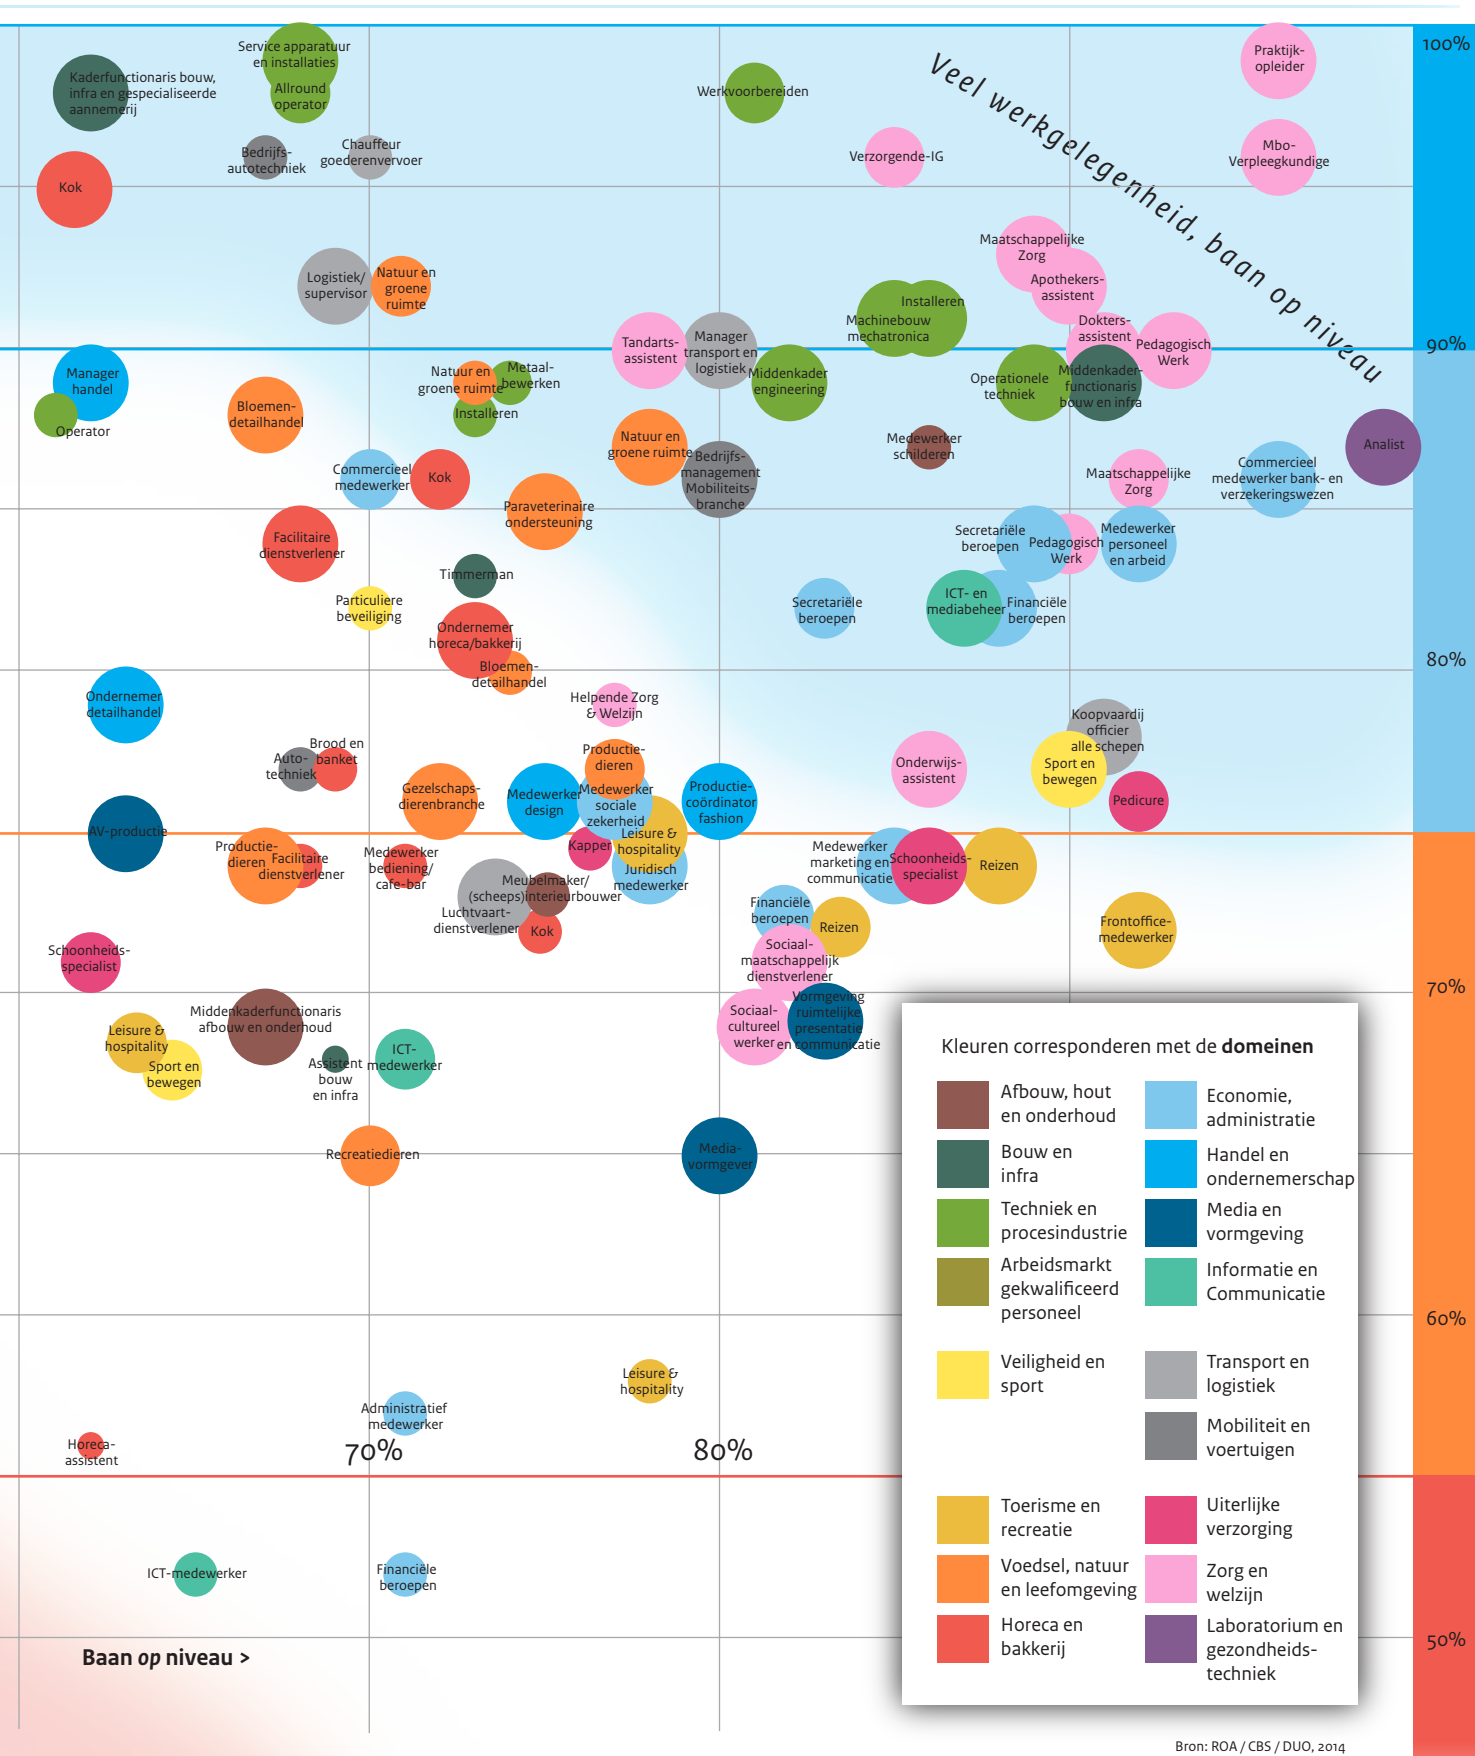 100%
Service apparatuur
en installaties
Kaderfunctionaris bouw,
infra en gespecialiseerde
aannemerij
Allround
operator
Werkvoorbereiden
Praktijk-
opleider
Veel werkgelegenheid, baan op niveau
Bedrijfs-
autotechniek
Chauffeur
goederenvervoer
Verzorgende-IG
Mbo-
Verpleegkundige
Kok
Maatschappelijke
Zorg
Logistiek/
supervisor
Natuur en
groene
ruimte
Apothekers-
assistent
Installeren
Machinebouw
mechatronica
Dokters-
assistent
Pedagogisch
Werk
90%
Tandarts-
assistent
Manager
transport en
logistiek
Manager
handel
Natuur en
groene ruimte
Metaal-
bewerken
Middenkader
engineering
Operationele
techniek
Middenkader-
functionaris
bouw en infra
Operator
Bloemen-
detailhandel
Installeren
Natuur en
groene ruimte
Medewerker
schilderen
Analist
Commercieel
medewerker
Kok
Bedrijfs-
management
Mobiliteits-
branche
Maatschappelijke
Zorg
Commercieel
medewerker bank- en
verzekeringswezen
Paraveterinaire
ondersteuning
Facilitaire
dienstverlener
Secretariële
beroepen
Pedagogisch
Werk
Medewerker
personeel
en arbeid
Timmerman
Particuliere
beveiliging
Secretariële
beroepen
ICT- en
mediabeheer
Financiële
beroepen
Ondernemer
horeca/bakkerij
80%
Bloemen-
detailhandel
Ondernemer
detailhandel
Helpende Zorg
& Welzijn
Koopvaardij
officier
alle schepen
Auto-
techniek
Brood en
banket
Productie-
dieren
Onderwijs-
assistent
Sport en
bewegen
Gezelschaps-
dierenbranche
Medewerker
design
Medewerker
sociale
zekerheid
Productie-
coördinator
fashion
Pedicure
AV-productie
Leisure &
hospitality
Kapper
Productie-
dieren
Facilitaire
dienstverlener
Medewerker
bediening/
cafe-bar
Juridisch
medewerker
Medewerker
marketing en
communicatie
Schoonheids-
specialist
Reizen
Meubelmaker/
(scheeps)interieurbouwer
Luchtvaart-
dienstverlener
Kok
Financiële
beroepen
Reizen
Frontoffice-
medewerker
Schoonheids-
specialist
Sociaal-
maatschappelijk
dienstverlener
70%
Middenkaderfunctionaris
afbouw en onderhoud
Sociaal-
cultureel
werker
Vormgeving
ruimtelijke
presentatie
en communicatie
Leisure &
hospitality
Sport en
bewegen
Assistent
bouw
en infra
ICT-
medewerker
Recreatiedieren
Media-
vormgever
60%
Leisure &
hospitality
Administratief
medewerker
Horeca-
assistent
70%
80%
ICT-medewerker
Financiële
beroepen
50%
Baan op niveau >
Kleuren corresponderen met de domeinen
Afbouw, hout
en onderhoud
Bouw en
infra
Techniek en
procesindustrie
Arbeidsmarkt
gekwalificeerd
personeel
Veiligheid en
sport
Toerisme en
recreatie
Voedsel, natuur
en leefomgeving
Horeca en
bakkerij
Economie,
administratie
Handel en
ondernemerschap
Media en
vormgeving
Informatie en
Communicatie
Transport en
logistiek
Mobiliteit en
voertuigen
Uiterlijke
verzorging
Zorg en
welzijn
Laboratorium en
gezondheids-
techniek
Bron: ROA / CBS / DUO, 2014